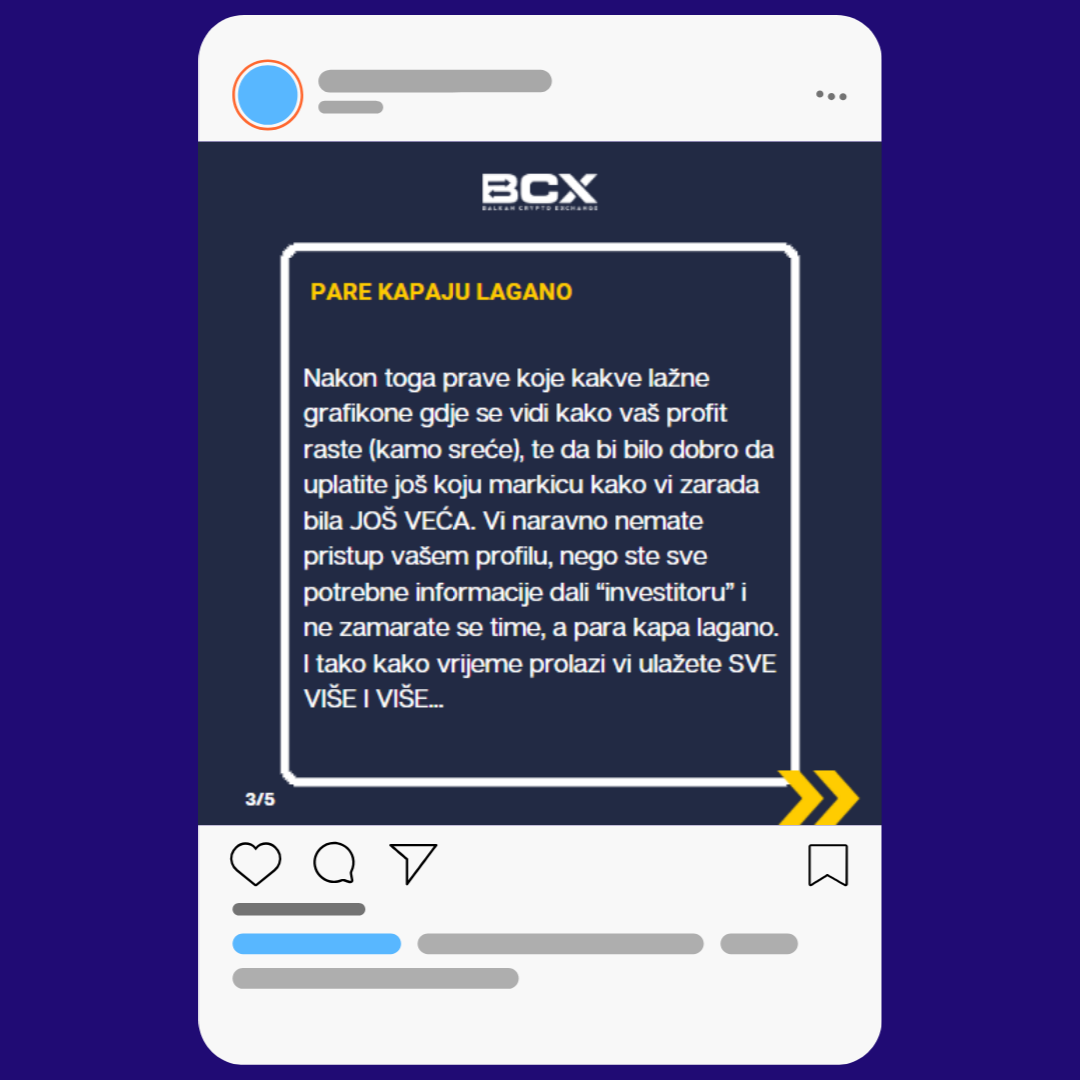 BCX
BALKAN CRYPTO EXCHANGE
PARE KAPAJU LAGANO
Nakon toga prave koje kakve lažne
grafikone gdje se vidi kako vaš profit
raste (kamo sreće), te da bi bilo dobro da
uplatite još koju markicu kako vi zarada
bila JOŠ VEĆA. Vi naravno nemate
pristup vašem profilu, nego ste sve
potrebne informacije dali “investitoru” i
ne zamarate se time, a para kapa lagano.
I tako kako vrijeme prolazi vi ulažete SVE
VIŠE I VIŠE...
3/5